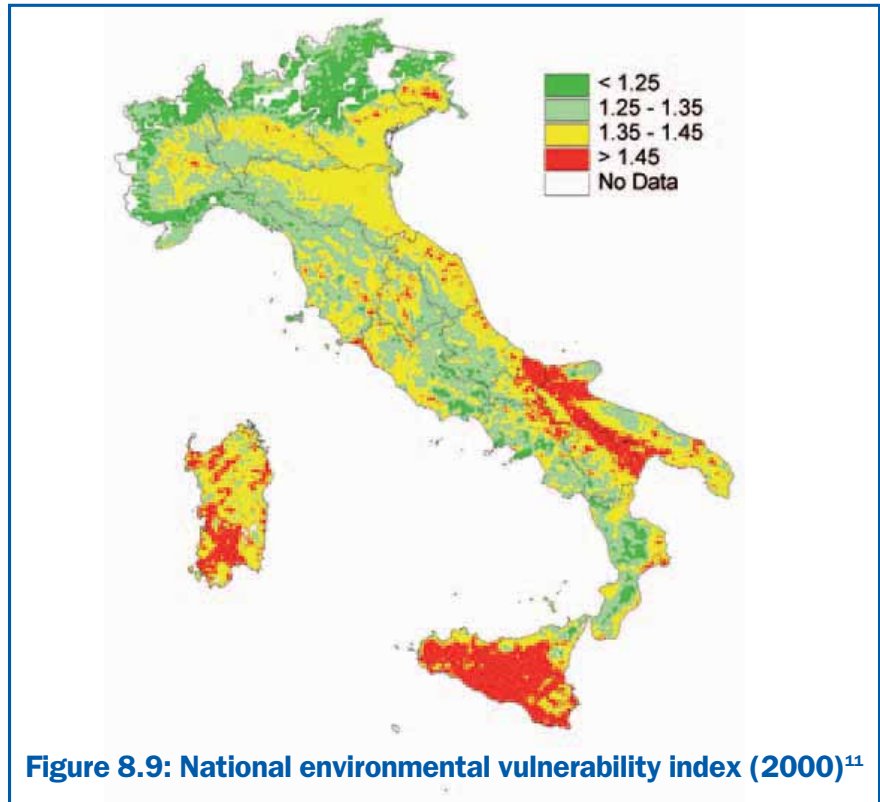 < 1.25
1.25 - 1.35
1.35 - 1.45
> 1.45
No Data
Figure 8.9: National environmental vulnerability index (2000)¹¹